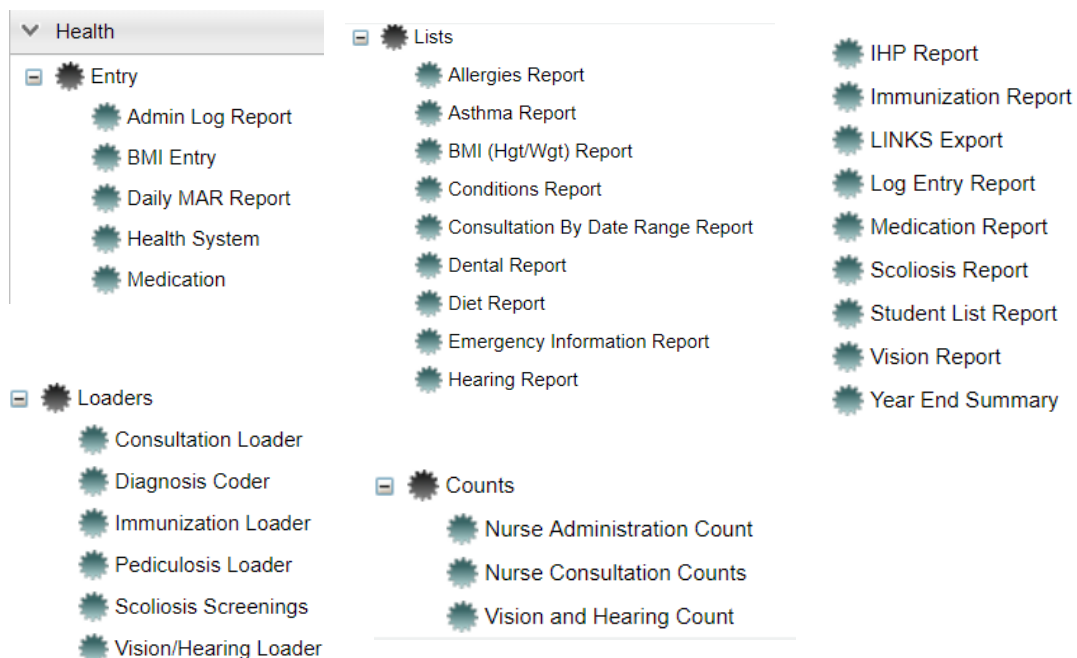 Health
Entry
Admin Log Report
BMI Entry
Daily MAR Report
Health System
Medication
Loaders
Consultation Loader
Diagnosis Coder
Immunization Loader
Pediculosis Loader
Scoliosis Screenings
Vision/Hearing Loader
Lists
Allergies Report
Asthma Report
BMI (Hgt/Wgt) Report
Conditions Report
Consultation By Date Range Report
Dental Report
Diet Report
Emergency Information Report
Hearing Report
IHP Report
Immunization Report
LINKS Export
Log Entry Report
Medication Report
Scoliosis Report
Student List Report
Vision Report
Year End Summary
Counts
Nurse Administration Count
Nurse Consultation Counts
Vision and Hearing Count